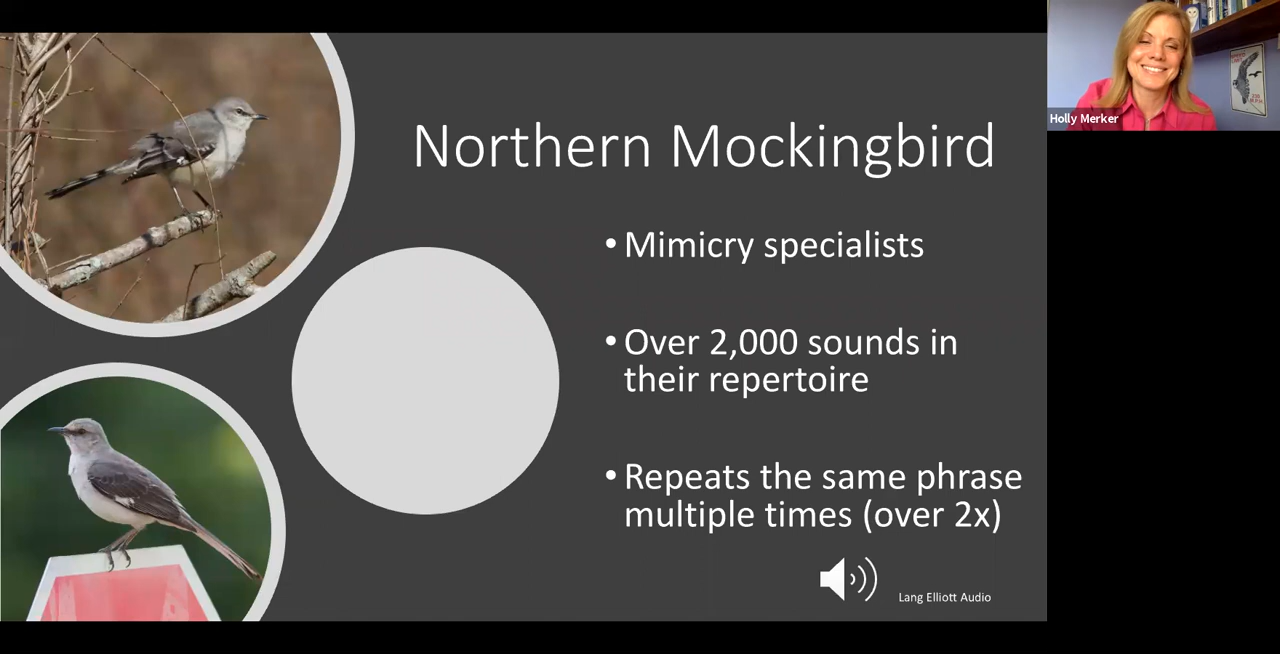 Holly Merker
Northern Mockingbird
• Mimicry specialists
• Over 2,000 sounds in
their repertoire
• Repeats the same phrase
multiple times (over 2x)
Lang Elliott Audio